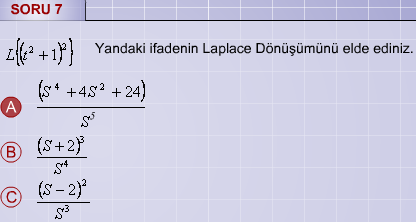 SORU 7
L{(t² + 1)²} Yandaki ifadenin Laplace Dönüşümünü elde ediniz.
A (S⁴ + 4S² + 24) / S⁵
B (S + 2)³ / S⁴
C (S − 2)² / S³